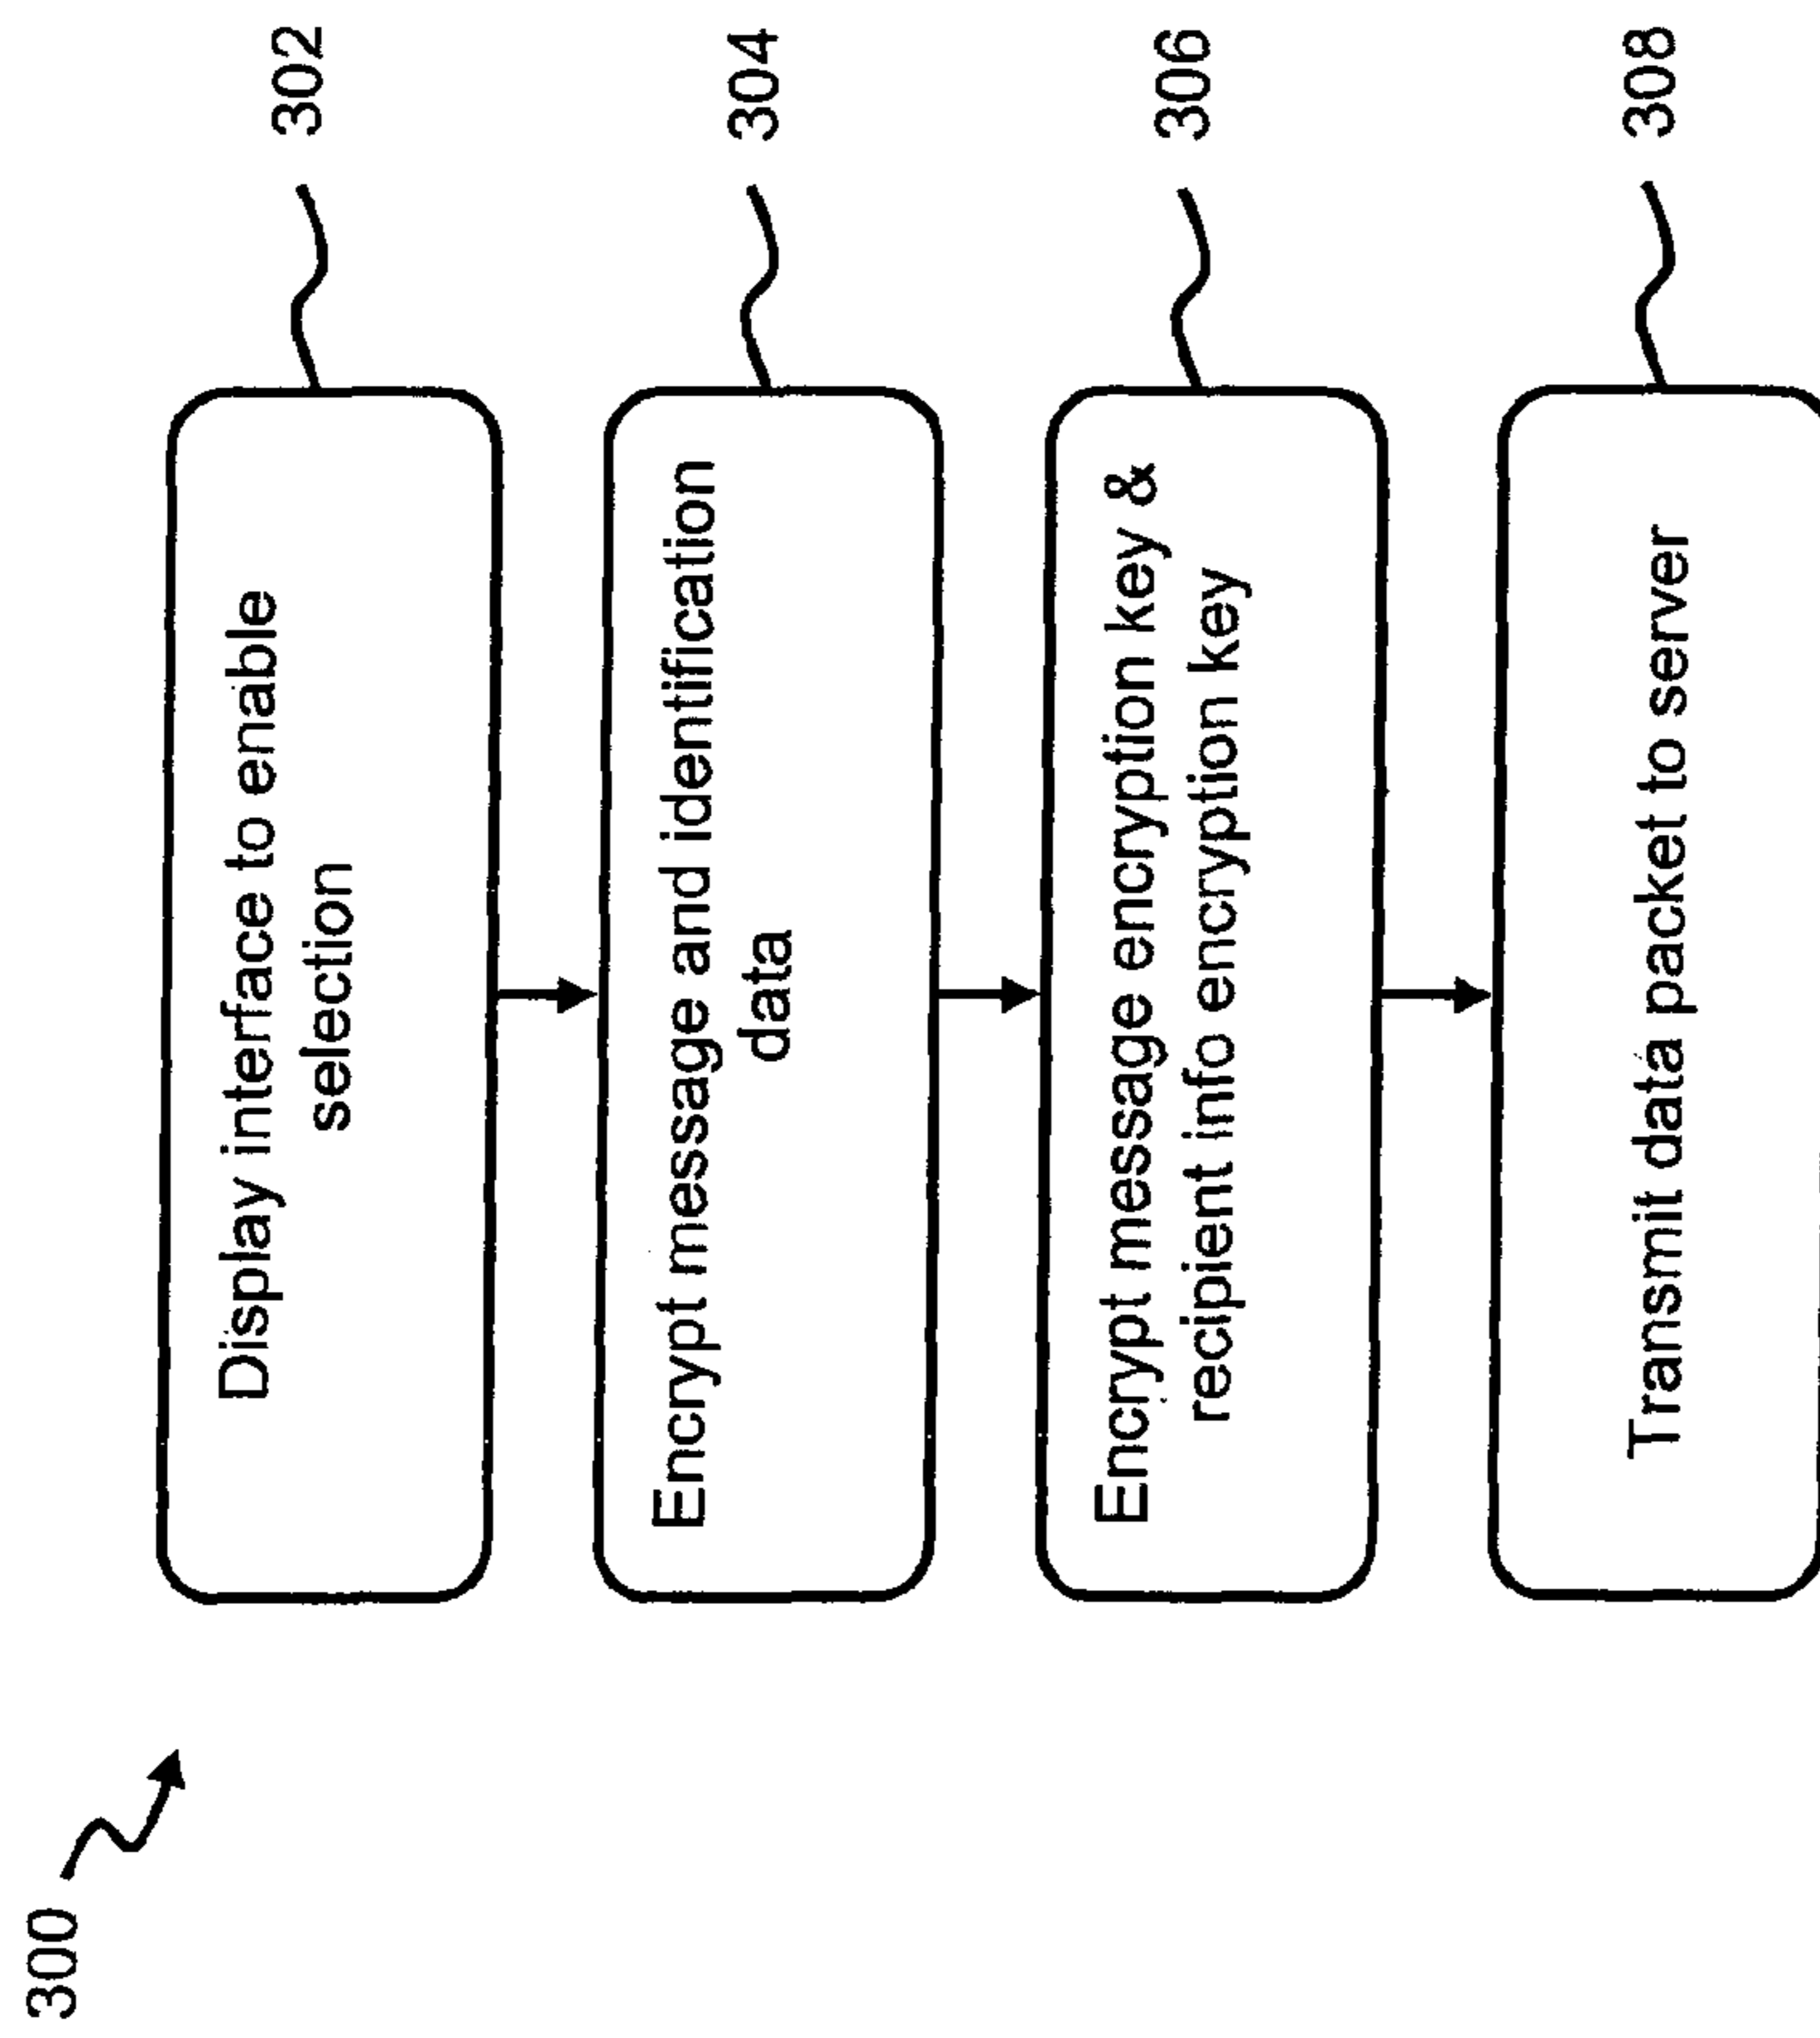 300
Display interface to enable
selection
302
Encrypt message and identification
data
304
Encrypt message encryption key &
recipient info encryption key
306
Transmit data packet to server
308